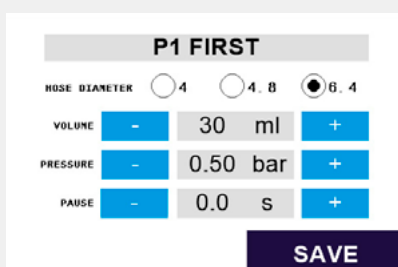 P1 FIRST
HOSE DIAMETER 4 4.8 6.4
VOLUME - 30 ml +
PRESSURE - 0.50 bar +
PAUSE - 0.0 s +
SAVE